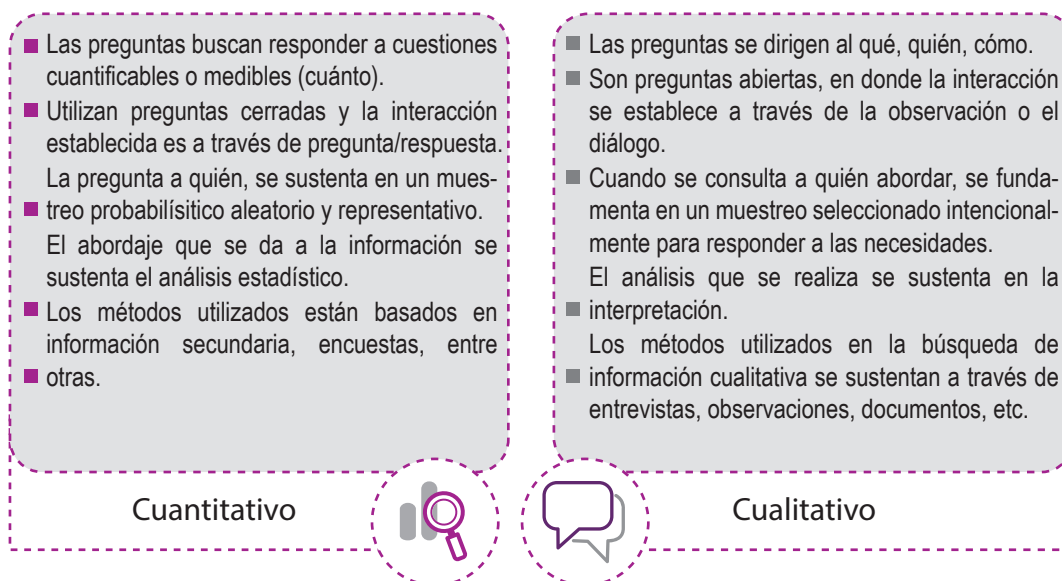 Las preguntas buscan responder a cuestiones
cuantificables o medibles (cuánto).
Utilizan preguntas cerradas y la interacción
establecida es a través de pregunta/respuesta.
La pregunta a quién, se sustenta en un mues-
treo probabilísitico aleatorio y representativo.
El abordaje que se da a la información se
sustenta el análisis estadístico.
Los métodos utilizados están basados en
información secundaria, encuestas, entre
otras.
Cuantitativo
Las preguntas se dirigen al qué, quién, cómo.
Son preguntas abiertas, en donde la interacción
se establece a través de la observación o el
diálogo.
Cuando se consulta a quién abordar, se funda-
menta en un muestreo seleccionado intencional-
mente para responder a las necesidades.
El análisis que se realiza se sustenta en la
interpretación.
Los métodos utilizados en la búsqueda de
información cualitativa se sustentan a través de
entrevistas, observaciones, documentos, etc.
Cualitativo